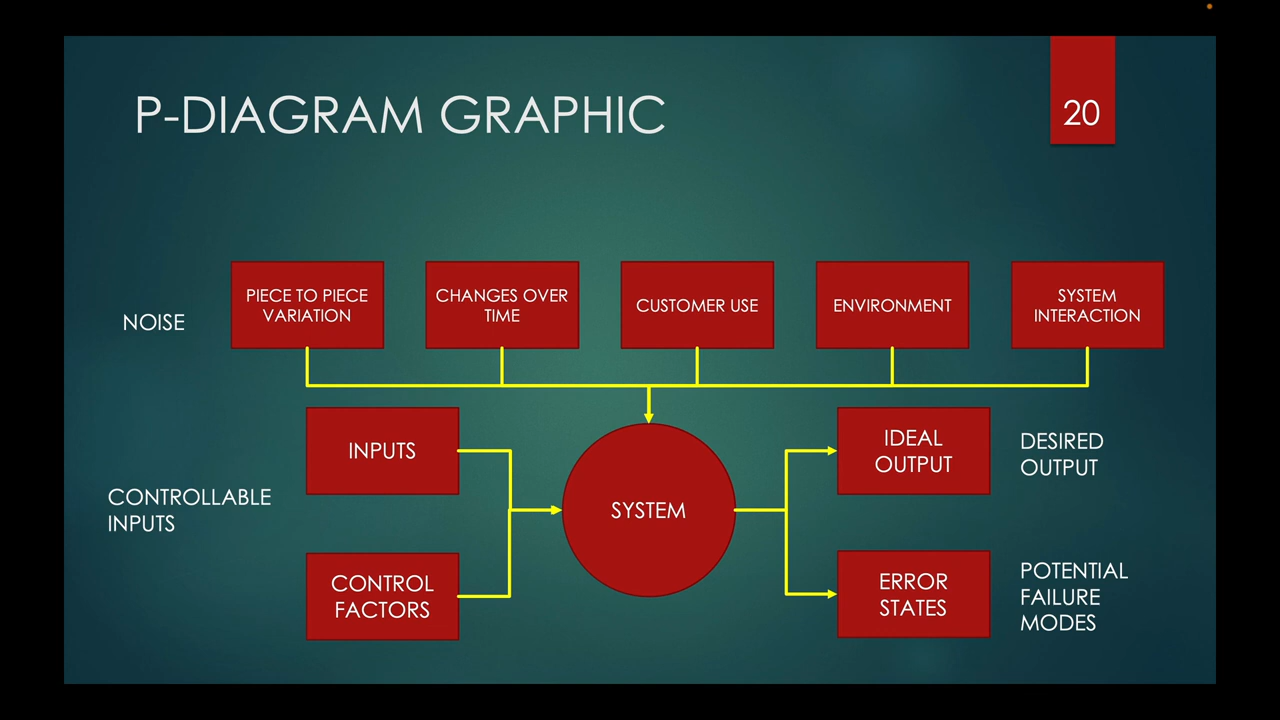 P-DIAGRAM GRAPHIC
20
NOISE
PIECE TO PIECE
VARIATION
CHANGES OVER
TIME
CUSTOMER USE
ENVIRONMENT
SYSTEM
INTERACTION
CONTROLLABLE
INPUTS
INPUTS
CONTROL
FACTORS
SYSTEM
IDEAL
OUTPUT
DESIRED
OUTPUT
ERROR
STATES
POTENTIAL
FAILURE
MODES